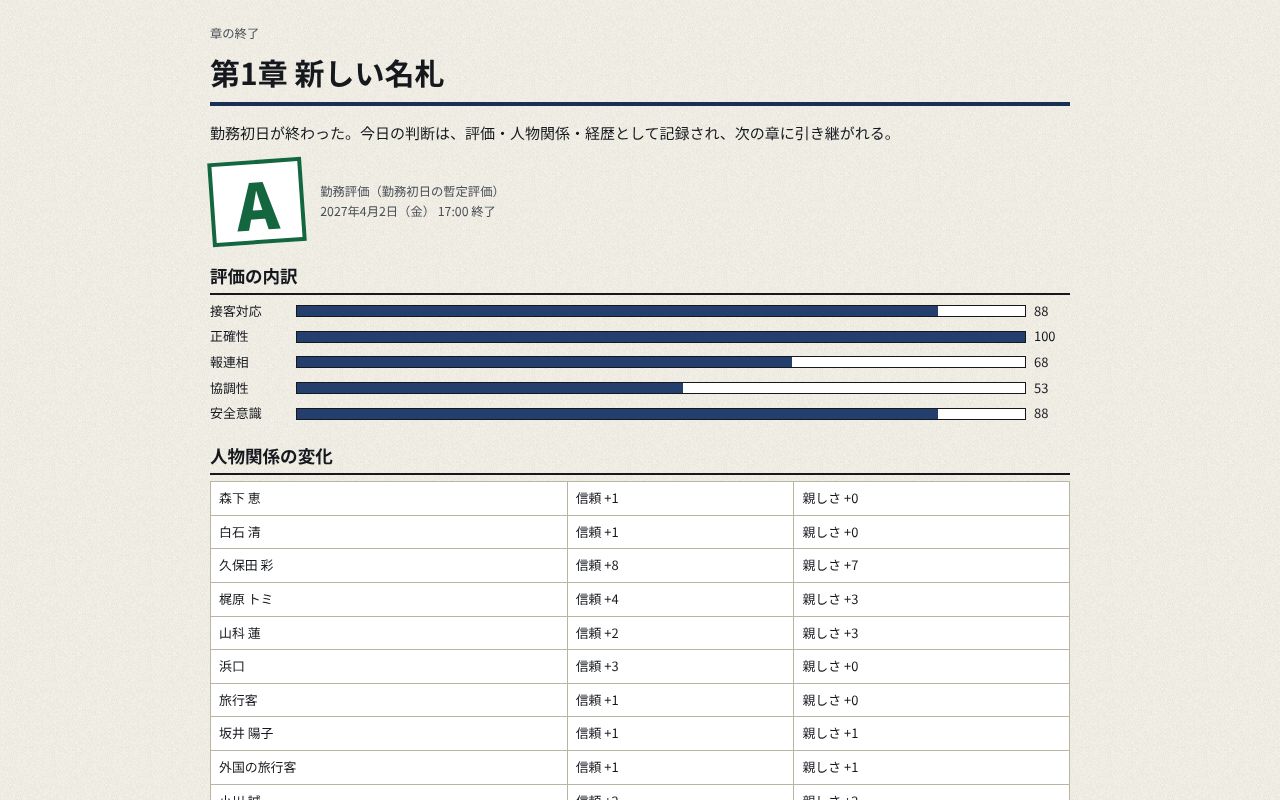 章の終了
第1章 新しい名札
勤務初日が終わった。今日の判断は、評価・人物関係・経歴として記録され、次の章に引き継がれる。
A
勤務評価（勤務初日の暫定評価）
2027年4月2日（金） 17:00 終了
評価の内訳
接客対応 88
正確性 100
報連相 68
協調性 53
安全意識 88
人物関係の変化
森下 恵 信頼 +1 親しさ +0
白石 清 信頼 +1 親しさ +0
久保田 彩 信頼 +8 親しさ +7
梶原 トミ 信頼 +4 親しさ +3
山科 蓮 信頼 +2 親しさ +3
浜口 信頼 +3 親しさ +0
旅行客 信頼 +1 親しさ +0
坂井 陽子 信頼 +1 親しさ +1
外国の旅行客 信頼 +1 親しさ +1